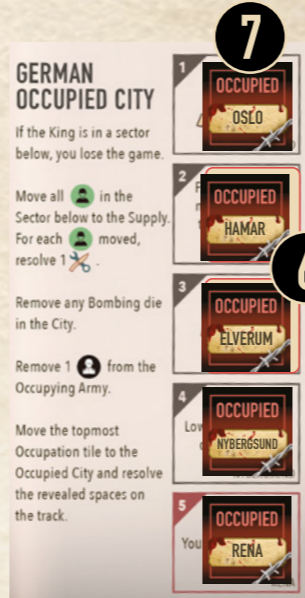 7
GERMAN
OCCUPIED CITY
If the King is in a sector
below, you lose the game.
Move all in the
Sector below to the Supply.
For each moved,
resolve 1 .
Remove any Bombing die
in the City.
Remove 1 from the
Occupying Army.
Move the topmost
Occupation tile to the
Occupied City and resolve
the revealed spaces on
the track.
1
OCCUPIED
OSLO
2
OCCUPIED
HAMAR
3
OCCUPIED
ELVERUM
4
Low
OCCUPIED
NYBERGSUND
5
You
OCCUPIED
RENA